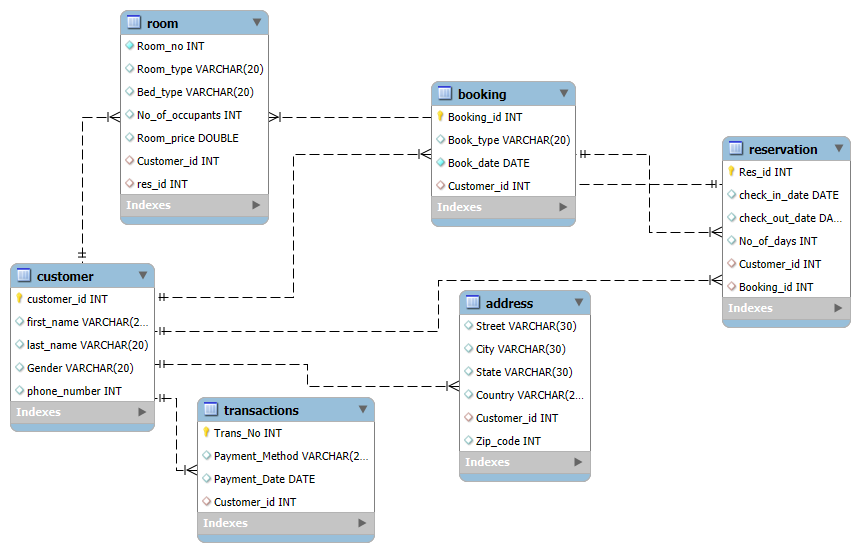 room
Room_no INT
Room_type VARCHAR(20)
Bed_type VARCHAR(20)
No_of_occupants INT
Room_price DOUBLE
Customer_id INT
res_id INT
Indexes
booking
Booking_id INT
Book_type VARCHAR(20)
Book_date DATE
Customer_id INT
Indexes
reservation
Res_id INT
check_in_date DATE
check_out_date DA...
No_of_days INT
Customer_id INT
Booking_id INT
Indexes
customer
customer_id INT
first_name VARCHAR(2...
last_name VARCHAR(20)
Gender VARCHAR(20)
phone_number INT
Indexes
address
Street VARCHAR(30)
City VARCHAR(30)
State VARCHAR(30)
Country VARCHAR(2...
Customer_id INT
Zip_code INT
Indexes
transactions
Trans_No INT
Payment_Method VARCHAR(2...
Payment_Date DATE
Customer_id INT
Indexes